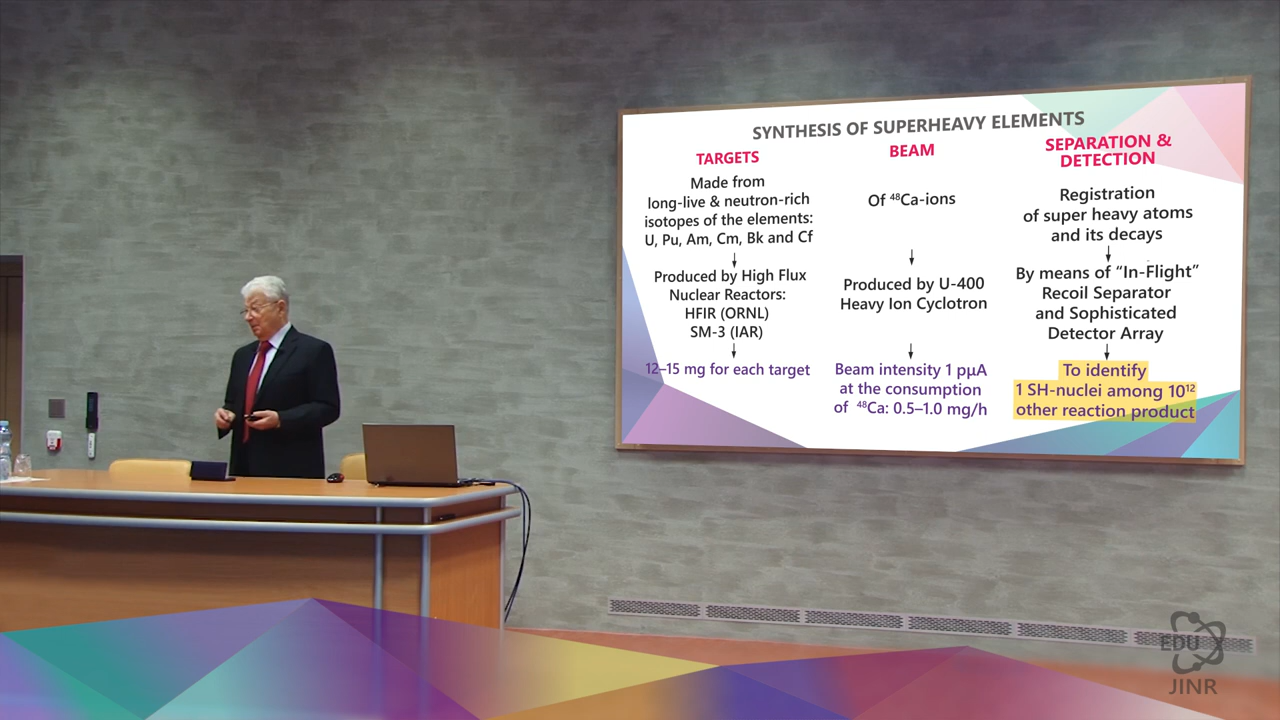 SYNTHESIS OF SUPERHEAVY ELEMENTS
TARGETS
Made from
long-live & neutron-rich
isotopes of the elements:
U, Pu, Am, Cm, Bk and Cf
Produced by High Flux
Nuclear Reactors:
HFIR (ORNL)
SM-3 (IAR)
12–15 mg for each target
BEAM
Of ⁴⁸Ca-ions
Produced by U-400
Heavy Ion Cyclotron
Beam intensity 1 pµA
at the consumption
of ⁴⁸Ca: 0.5–1.0 mg/h
SEPARATION &
DETECTION
Registration
of super heavy atoms
and its decays
By means of “In-Flight”
Recoil Separator
and Sophisticated
Detector Array
To identify
1 SH-nuclei among 10¹²
other reaction product
EDU
JINR